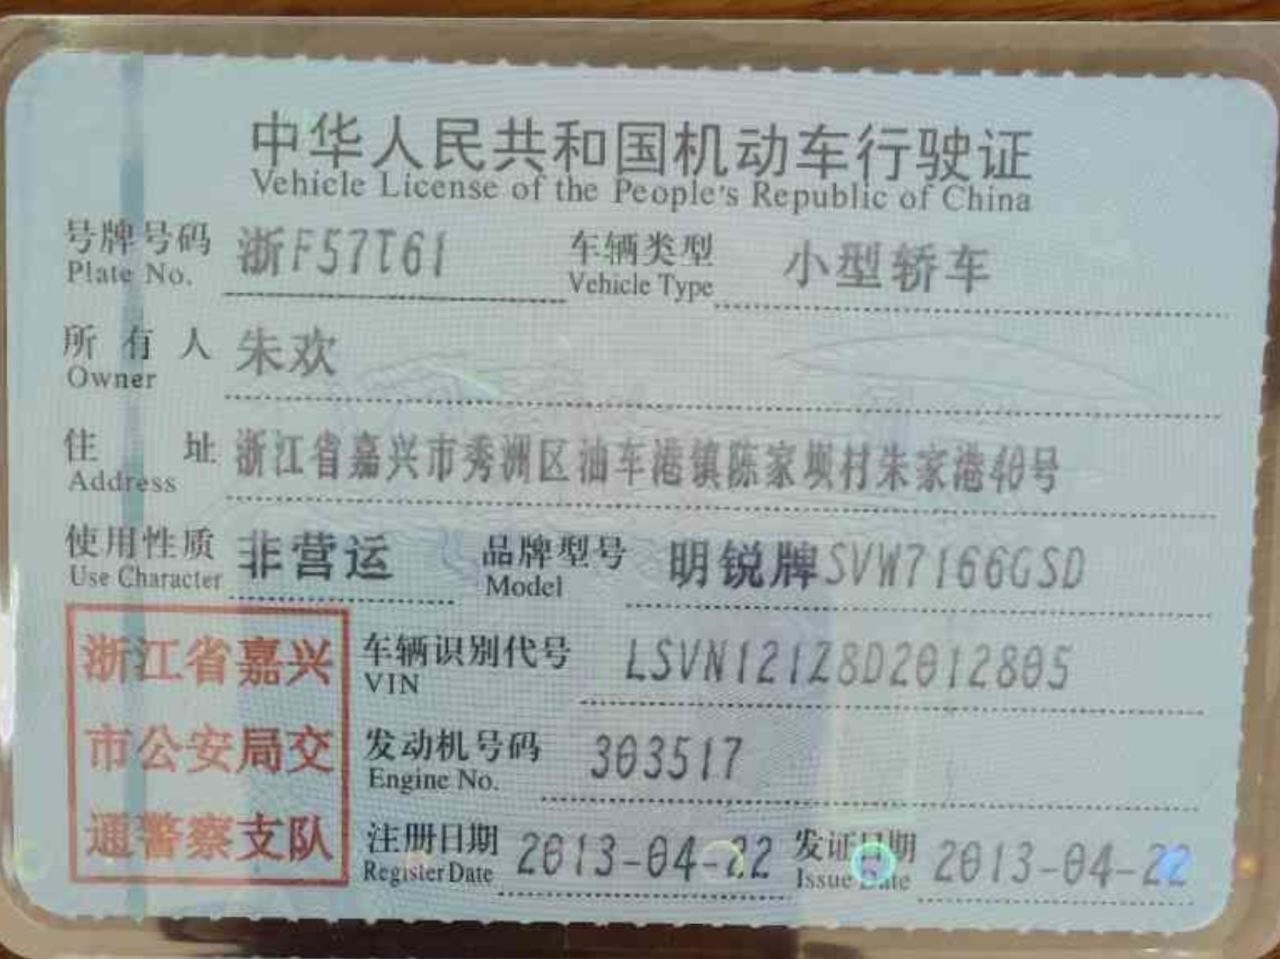 中华人民共和国机动车行驶证
Vehicle License of the People's Republic of China
号牌号码 浙F57T61 车辆类型 小型轿车
Plate No. Vehicle Type
所有人 朱欢
Owner
住址 浙江省嘉兴市秀洲区油车港镇陈家坝村朱家港40号
Address
使用性质 非营运 品牌型号 明锐牌SVW7166GSD
Use Character Model
浙江省嘉兴
市公安局交
通警察支队
车辆识别代号 LSVN121Z8D2012805
VIN
发动机号码 303517
Engine No.
注册日期 2013-04-22 发证日期 2013-04-22
Register Date Issue Date